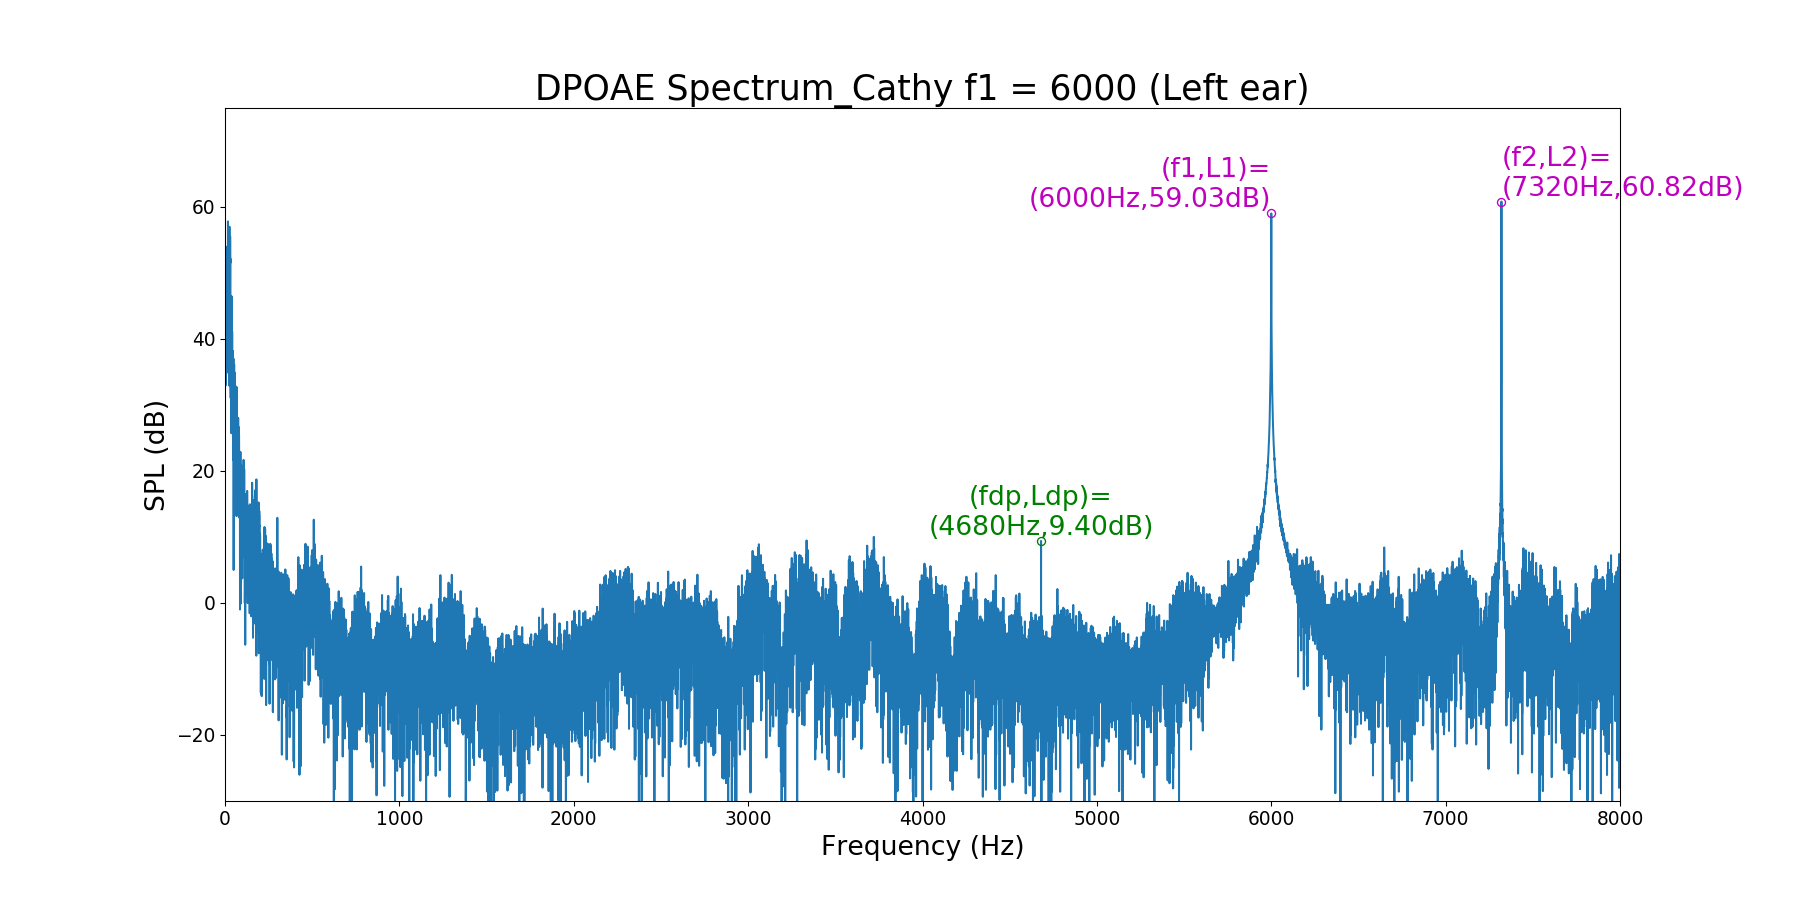 DPOAE Spectrum_Cathy f1 = 6000 (Left ear)
(f1,L1)=
(6000Hz,59.03dB)
(f2,L2)=
(7320Hz,60.82dB)
(fdp,Ldp)=
(4680Hz,9.40dB)
SPL (dB)
60
40
20
0
−20
0 1000 2000 3000 4000 5000 6000 7000 8000
Frequency (Hz)